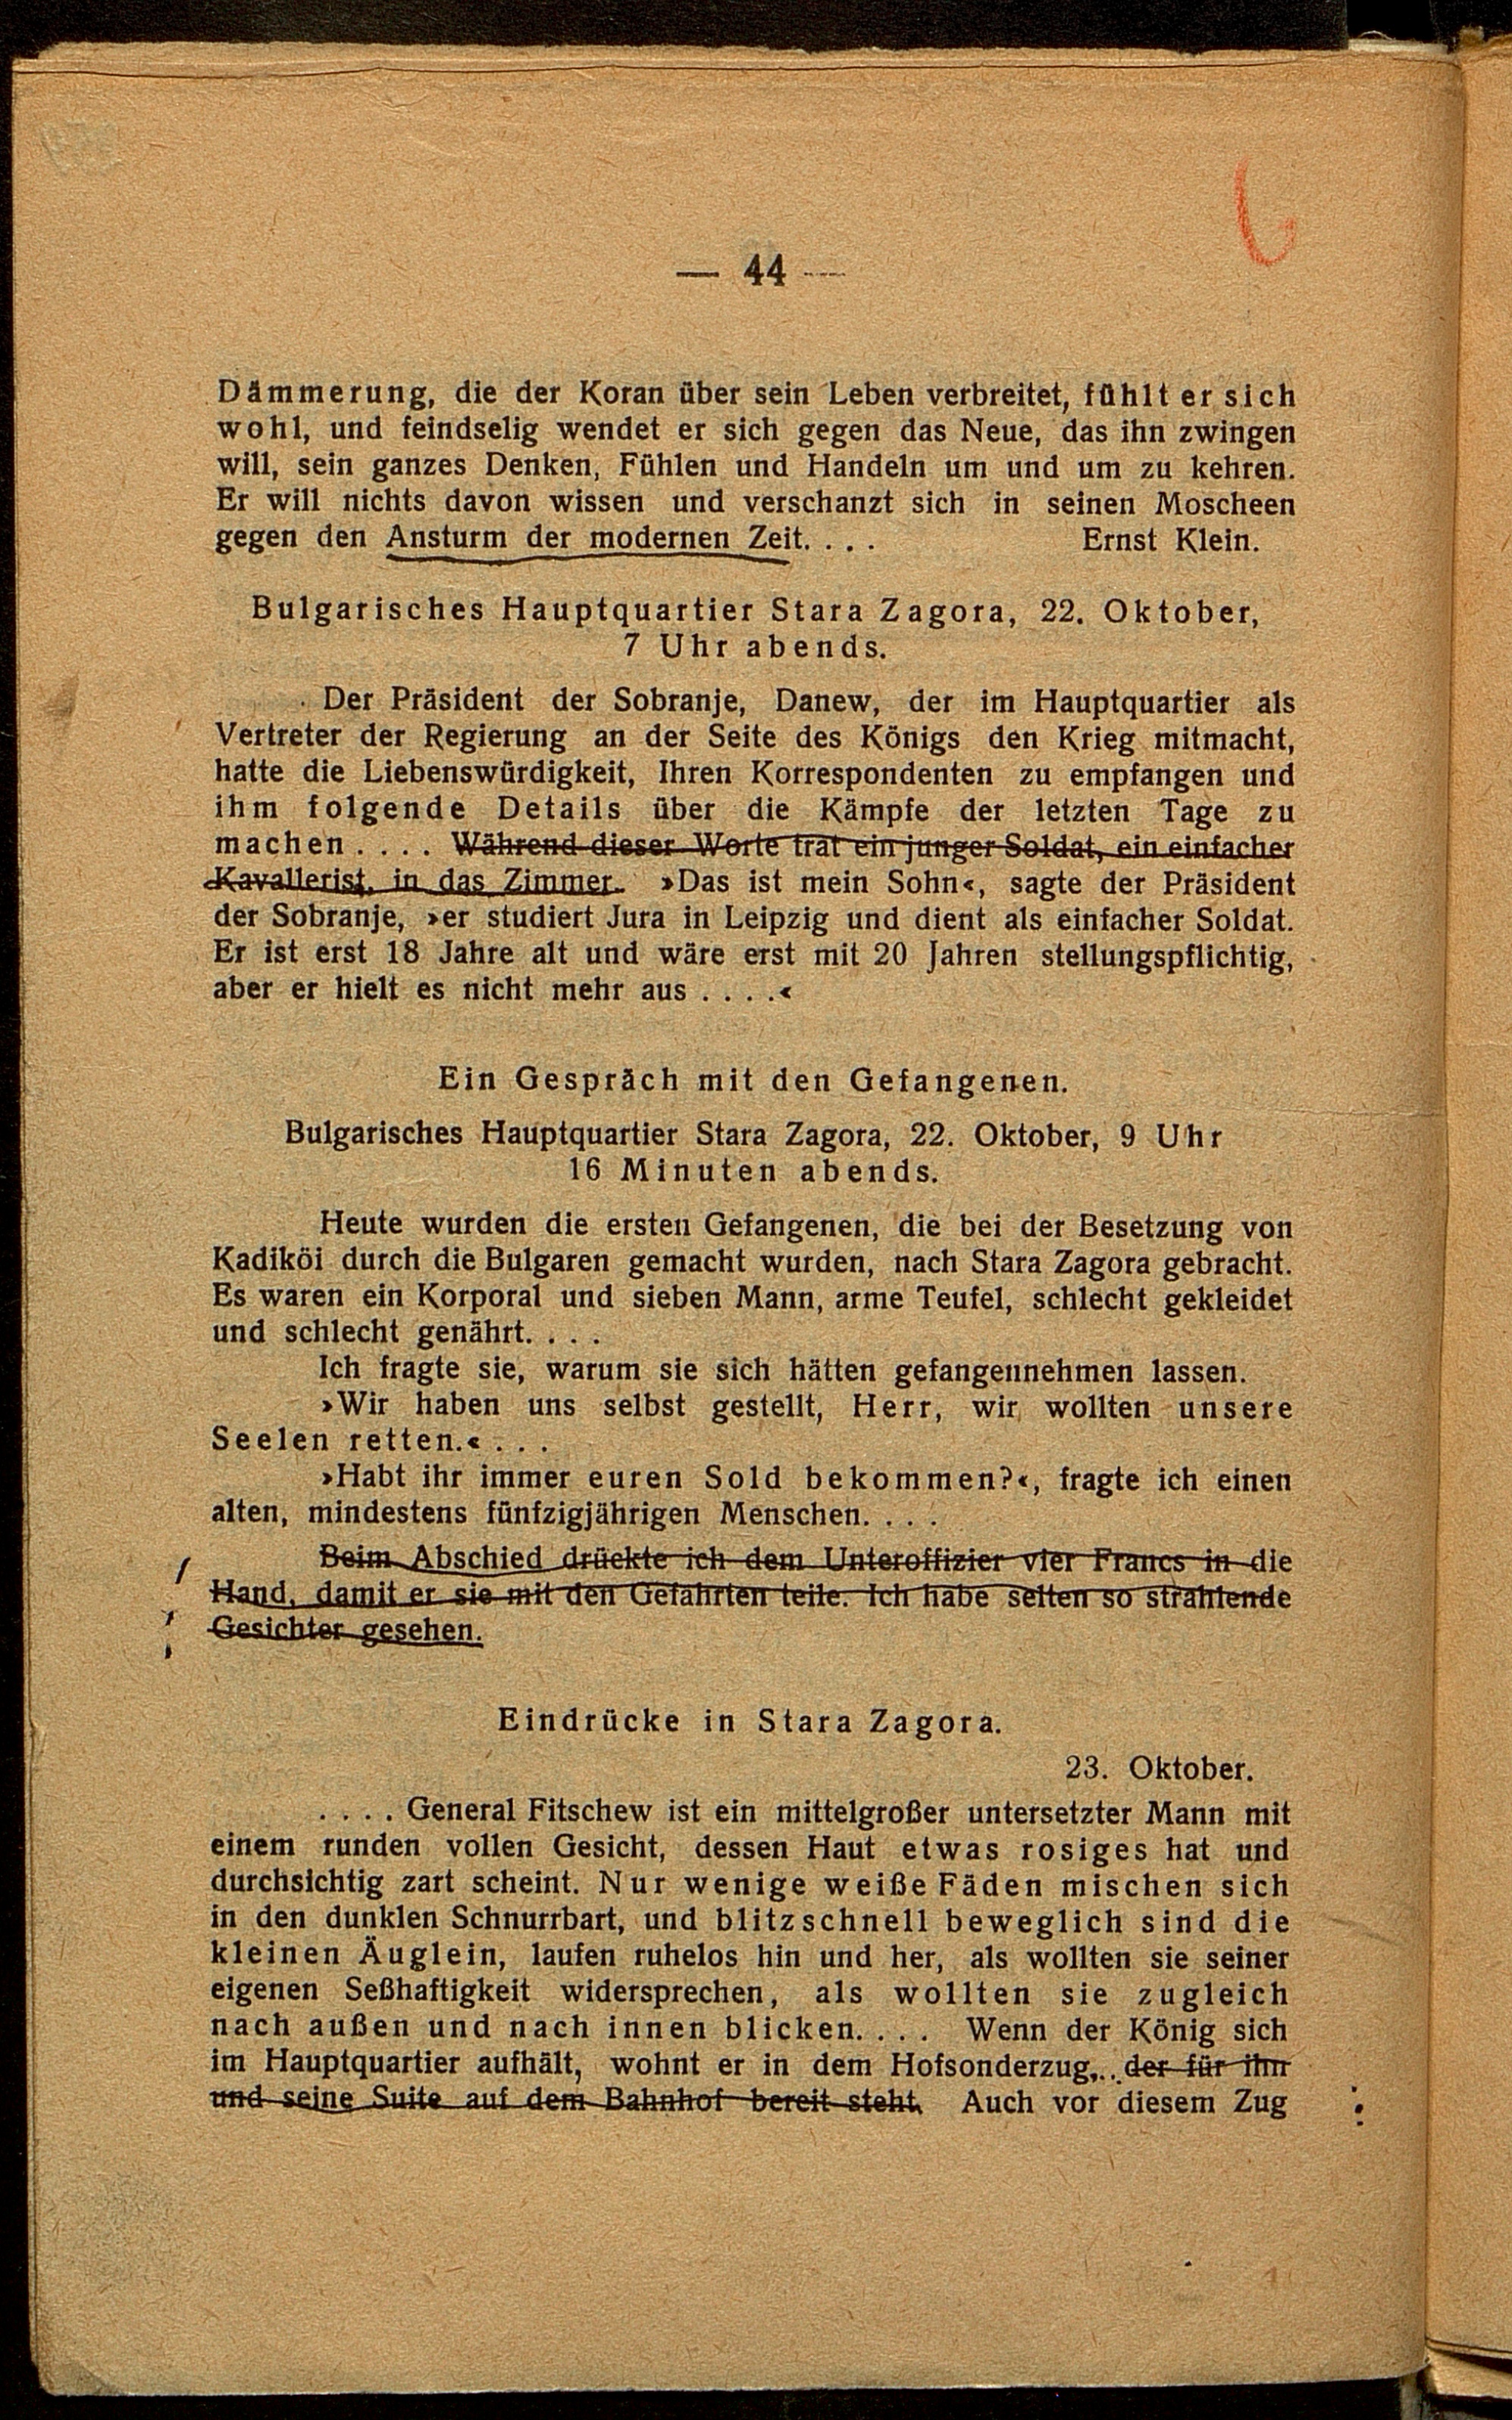 6
— 44 —
Dämmerung, die der Koran über sein Leben verbreitet, fühlt er sich
wohl, und feindselig wendet er sich gegen das Neue, das ihn zwingen
will, sein ganzes Denken, Fühlen und Handeln um und um zu kehren.
Er will nichts davon wissen und verschanzt sich in seinen Moscheen
gegen den Ansturm der modernen Zeit. . . . Ernst Klein.
Bulgarisches Hauptquartier Stara Zagora, 22. Oktober,
7 Uhr abends.
Der Präsident der Sobranje, Danew, der im Hauptquartier als
Vertreter der Regierung an der Seite des Königs den Krieg mitmacht,
hatte die Liebenswürdigkeit, Ihren Korrespondenten zu empfangen und
ihm folgende Details über die Kämpfe der letzten Tage zu
machen. . . . Während dieser Worte trat ein junger Soldat, ein einfacher
Kavallerist, in das Zimmer. »Das ist mein Sohn«, sagte der Präsident
der Sobranje, »er studiert Jura in Leipzig und dient als einfacher Soldat.
Er ist erst 18 Jahre alt und wäre erst mit 20 Jahren stellungspflichtig,
aber er hielt es nicht mehr aus . . . .«
Ein Gespräch mit den Gefangenen.
Bulgarisches Hauptquartier Stara Zagora, 22. Oktober, 9 Uhr
16 Minuten abends.
Heute wurden die ersten Gefangenen, die bei der Besetzung von
Kadiköi durch die Bulgaren gemacht wurden, nach Stara Zagora gebracht.
Es waren ein Korporal und sieben Mann, arme Teufel, schlecht gekleidet
und schlecht genährt. . . .
Ich fragte sie, warum sie sich hätten gefangennehmen lassen.
»Wir haben uns selbst gestellt, Herr, wir wollten unsere
Seelen retten.« . . .
»Habt ihr immer euren Sold bekommen?«, fragte ich einen
alten, mindestens fünfzigjährigen Menschen. . . .
Beim Abschied drückte ich dem Unteroffizier vier Francs in die
Hand, damit er sie mit den Gefährten teile. Ich habe selten so strahlende
Gesichter gesehen.
Eindrücke in Stara Zagora.
23. Oktober.
. . . . General Fitschew ist ein mittelgroßer untersetzter Mann mit
einem runden vollen Gesicht, dessen Haut etwas rosiges hat und
durchsichtig zart scheint. Nur wenige weiße Fäden mischen sich
in den dunklen Schnurrbart, und blitzschnell beweglich sind die
kleinen Äuglein, laufen ruhelos hin und her, als wollten sie seiner
eigenen Seßhaftigkeit widersprechen, als wollten sie zugleich
nach außen und nach innen blicken. . . . Wenn der König sich
im Hauptquartier aufhält, wohnt er in dem Hofsonderzug, . . der für ihn
und seine Suite auf dem Bahnhof bereit steht. Auch vor diesem Zug